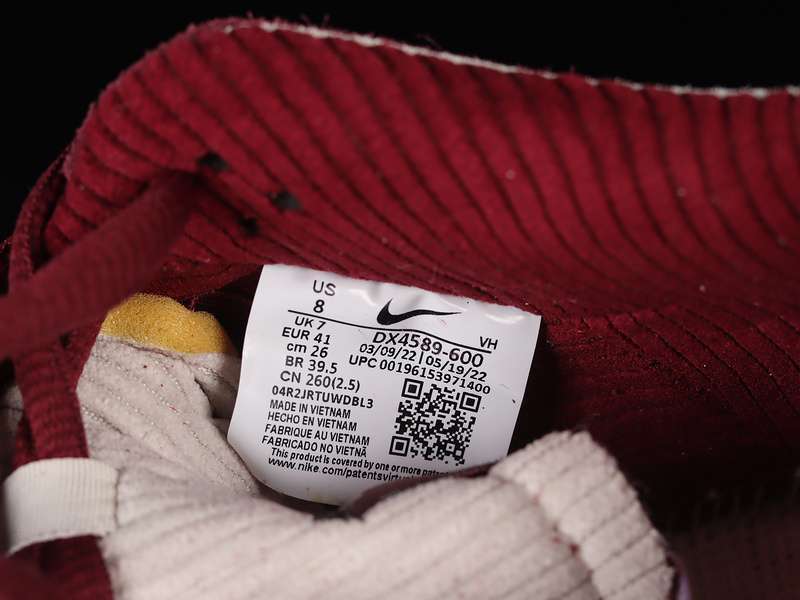 US
8
UK 7
EUR 41
cm 26
BR 39,5
CN 260(2.5)
VH
DX4589-600
03/09/22 | 05/19/22
UPC 00196153971400
04R2JRTUWDBL3
MADE IN VIETNAM
HECHO EN VIETNAM
FABRIQUE AU VIETNAM
FABRICADO NO VIETNÃ
This product is covered by one or more
www.nike.com/